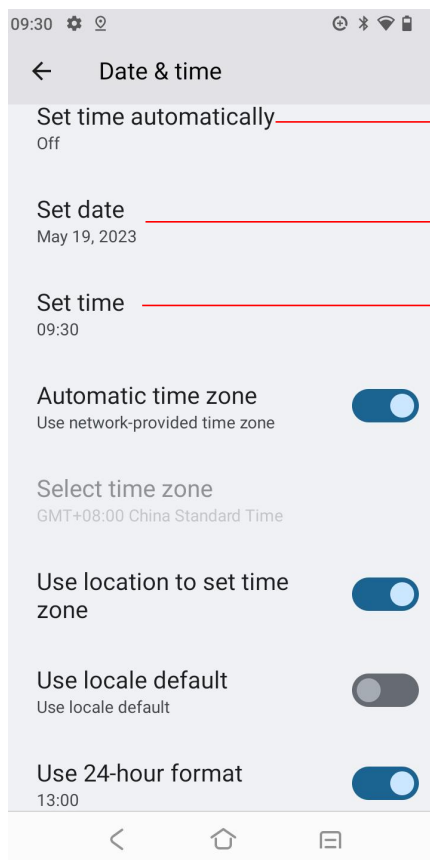 09:30
Date & time
Set time automatically
Off
Set date
May 19, 2023
Set time
09:30
Automatic time zone
Use network-provided time zone
Select time zone
GMT+08:00 China Standard Time
Use location to set time
zone
Use locale default
Use locale default
Use 24-hour format
13:00